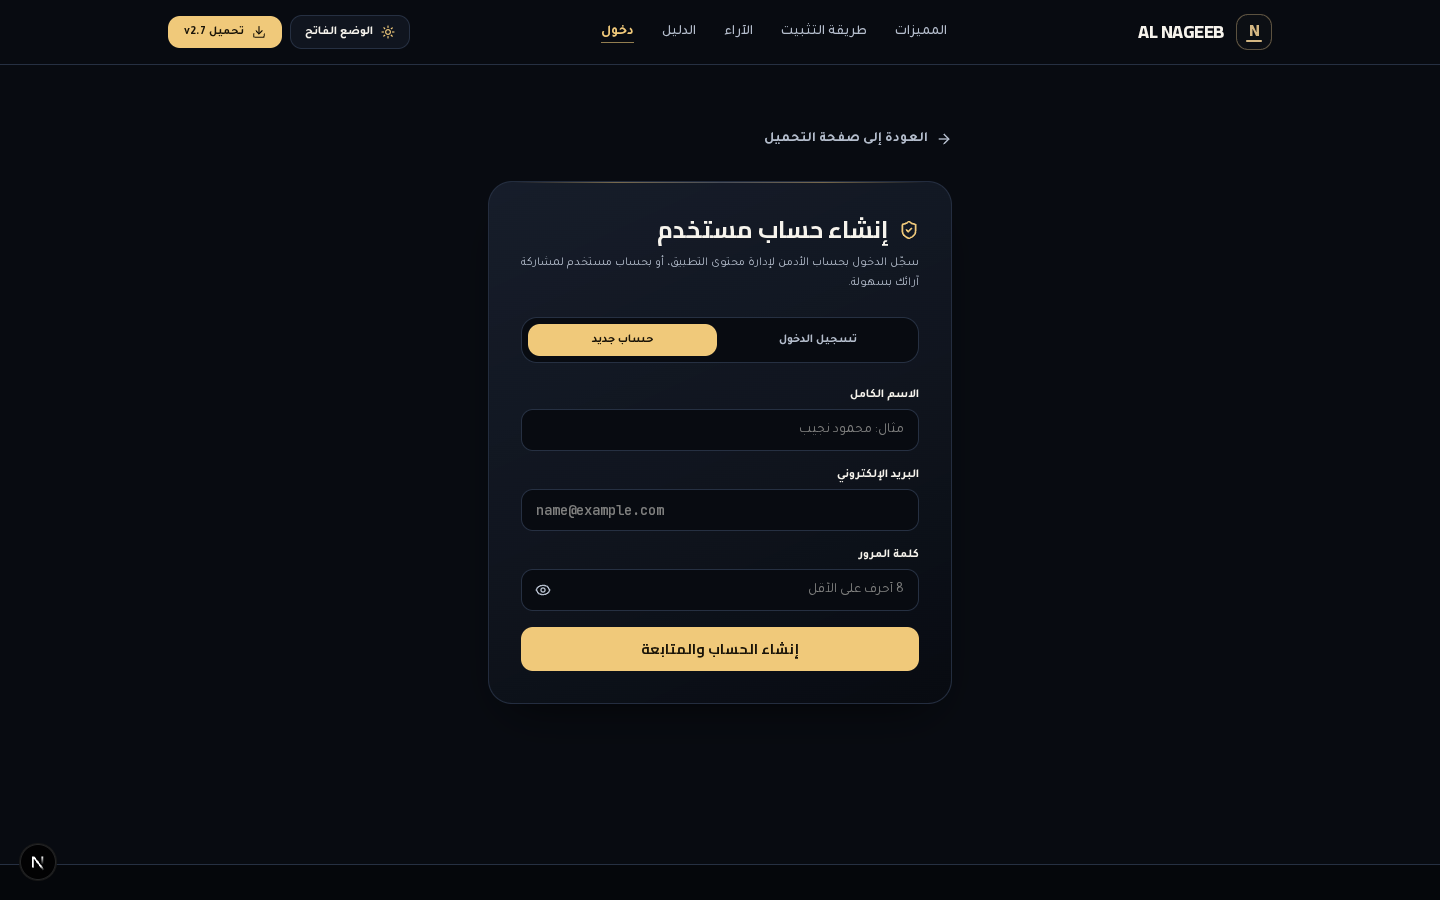 N
AL NAGEEB
المميزات
طريقة التثبيت
الآراء
الدليل
دخول
الوضع الفاتح
تحميل v2.7
العودة إلى صفحة التحميل
إنشاء حساب مستخدم
سجّل الدخول بحساب الأدمن لإدارة محتوى التطبيق، أو بحساب مستخدم لمشاركة
آرائك بسهولة.
تسجيل الدخول
حساب جديد
الاسم الكامل
مثال: محمود نجيب
البريد الإلكتروني
name@example.com
كلمة المرور
8 أحرف على الأقل
إنشاء الحساب والمتابعة
N